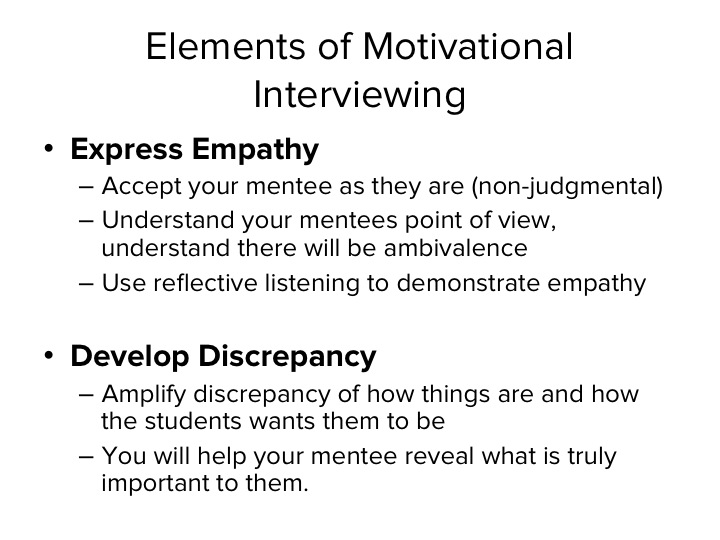 Elements of Motivational
Interviewing
• Express Empathy
– Accept your mentee as they are (non-judgmental)
– Understand your mentees point of view,
understand there will be ambivalence
– Use reflective listening to demonstrate empathy
• Develop Discrepancy
– Amplify discrepancy of how things are and how
the students wants them to be
– You will help your mentee reveal what is truly
important to them.